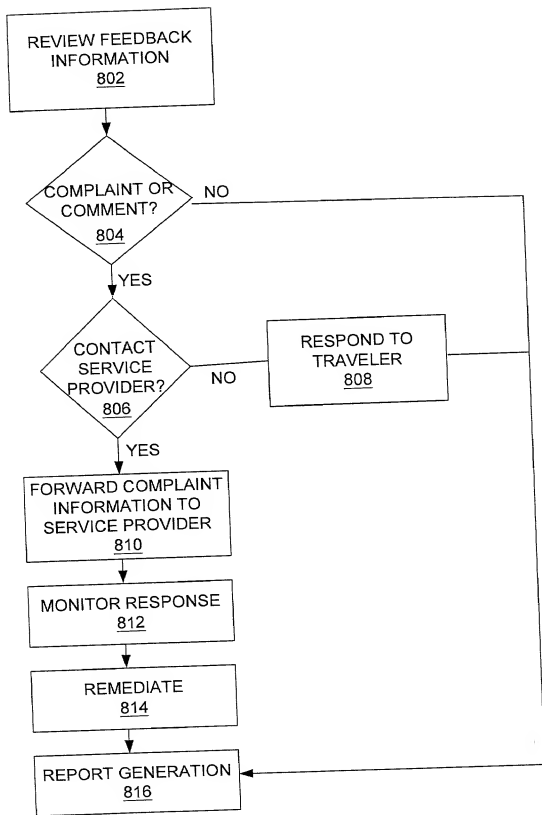 REVIEW FEEDBACK
INFORMATION
802
COMPLAINT OR
COMMENT?
804
NO
YES
CONTACT
SERVICE
PROVIDER?
806
NO
RESPOND TO
TRAVELER
808
YES
FORWARD COMPLAINT
INFORMATION TO
SERVICE PROVIDER
810
MONITOR RESPONSE
812
REMEDIATE
814
REPORT GENERATION
816